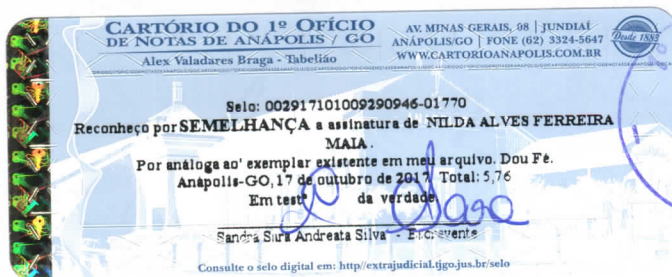 CARTÓRIO DO 1º OFÍCIO
DE NOTAS DE ANÁPOLIS / GO
Alex Valadares Braga - Tabelião
AV. MINAS GERAIS, 98 | JUNDIAÍ
ANÁPOLIS/GO | FONE (62) 3324-5647
WWW.CARTORIOANAPOLIS.COM.BR
Desde 1883
Selo: 00291710100929​0946-01770
Reconheço por SEMELHANÇA a assinatura de NILDA ALVES FERREIRA
MAIA.
Por análoga ao' exemplar existente em meu arquivo. Dou Fé.
Anápolis-GO, 17 de outubro de 2017. Total: 5,76
Em testº da verdade.
Sandra Sara Andreata Silva - Escrevente
Consulte o selo digital em: http//extrajudicial.tjgo.jus.br/selo